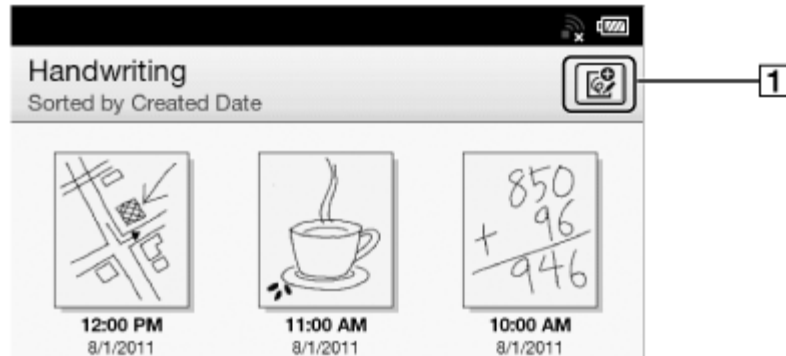 Handwriting
Sorted by Created Date
1
850
+ 96
946
12:00 PM
11:00 AM
10:00 AM
8/1/2011
8/1/2011
8/1/2011